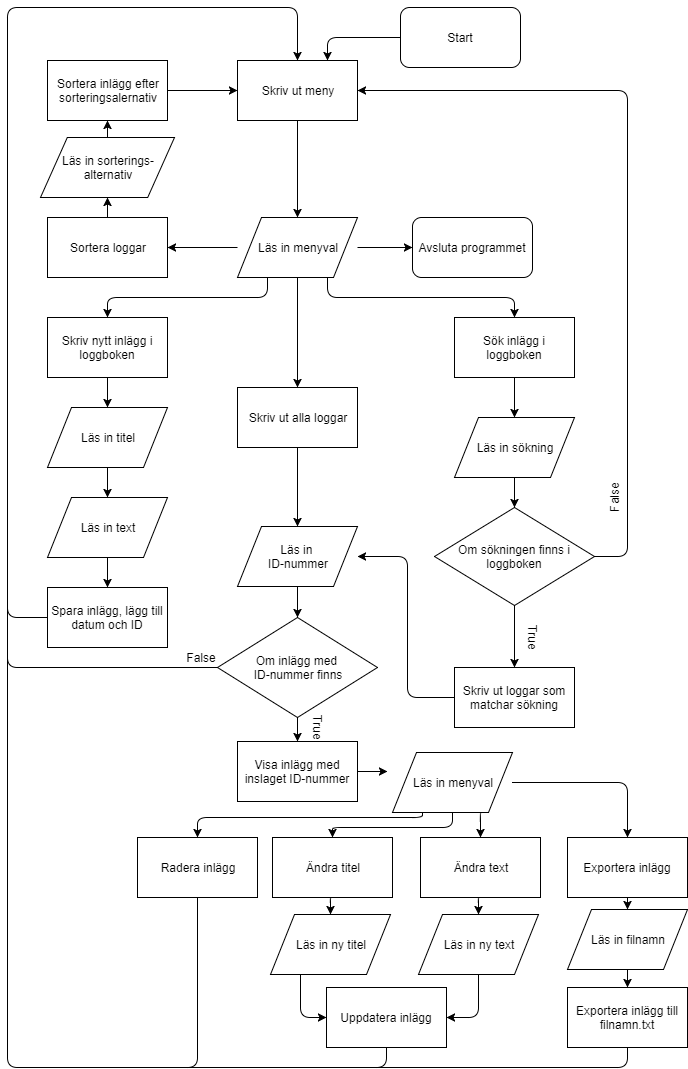 Start
Sortera inlägg efter
sorteringsalernativ
Skriv ut meny
Läs in sorterings-
alternativ
Sortera loggar
Läs in menyval
Avsluta programmet
Skriv nytt inlägg i
loggboken
Sök inlägg i
loggboken
Skriv ut alla loggar
Läs in titel
Läs in sökning
False
Läs in text
Läs in
ID-nummer
Om sökningen finns i
loggboken
Spara inlägg, lägg till
datum och ID
True
False
Om inlägg med
ID-nummer finns
Skriv ut loggar som
matchar sökning
True
Visa inlägg med
inslaget ID-nummer
Läs in menyval
Radera inlägg
Ändra titel
Ändra text
Exportera inlägg
Läs in ny titel
Läs in ny text
Läs in filnamn
Uppdatera inlägg
Exportera inlägg till
filnamn.txt